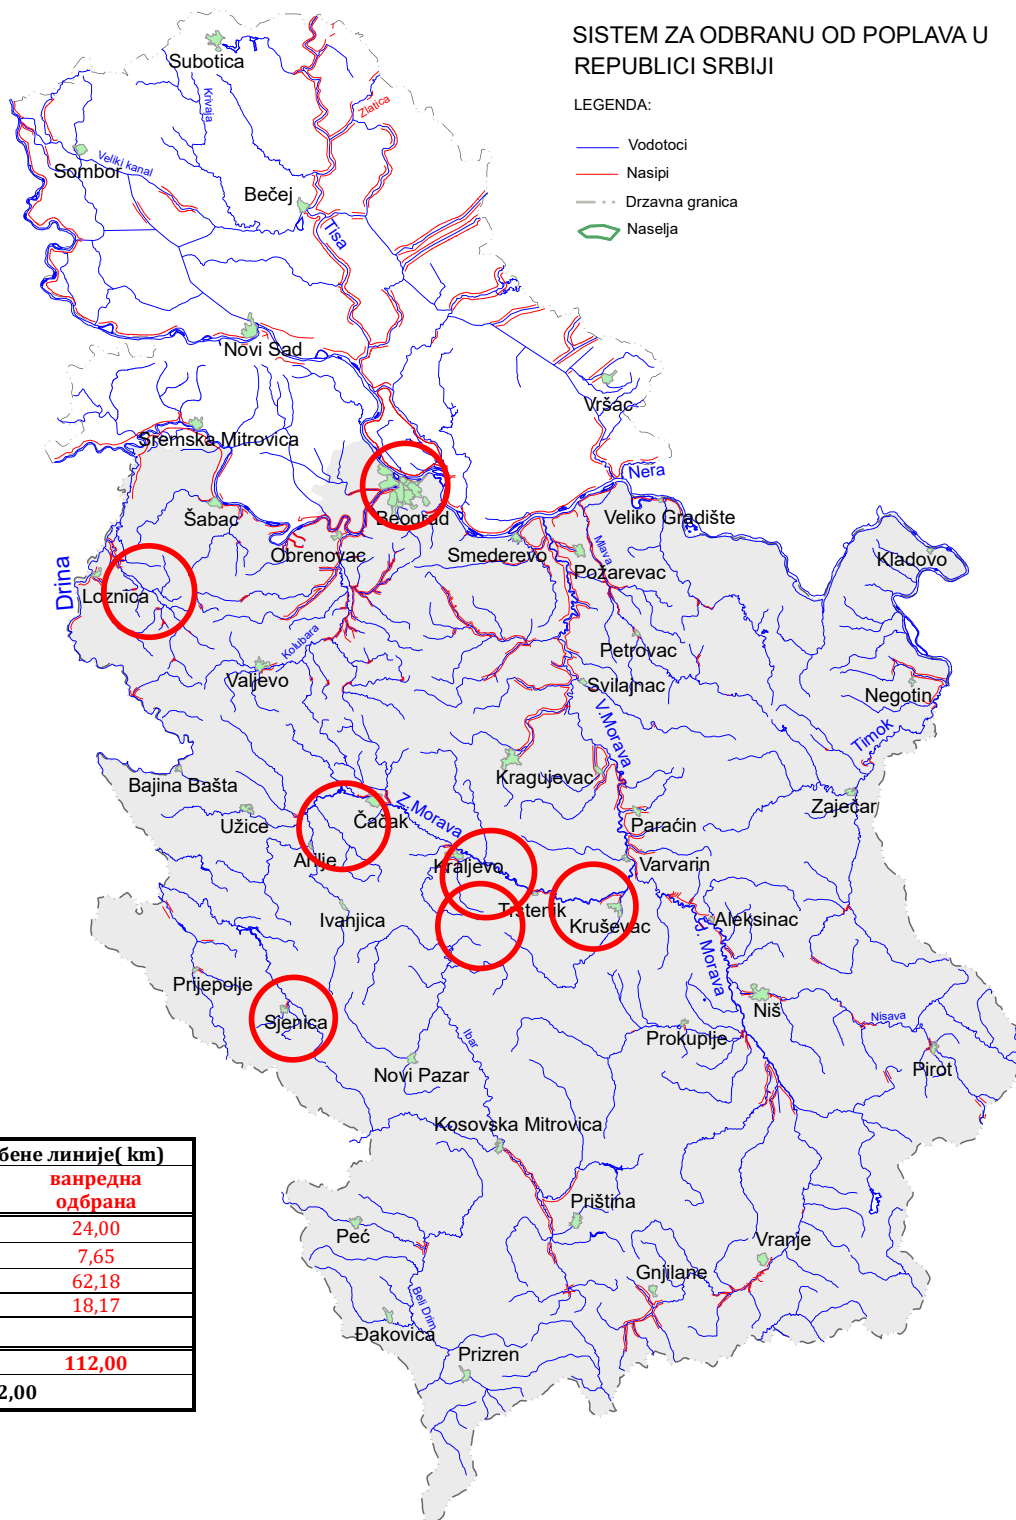 SISTEM ZA ODBRANU OD POPLAVA U
REPUBLICI SRBIJI
LEGENDA:
Vodotoci
Nasipi
Drzavna granica
Naselja
Subotica
Krivaja
Zlatica
Sombor
Veliki kanal
Bečej
Tisa
Novi Sad
Vršac
Sremska Mitrovica
Nera
Šabac
Beograd
Veliko Gradište
Obrenovac
Smederevo
Mlava
Požarevac
Kladovo
Drina
Loznica
Kolubara
Petrovac
Valjevo
Svilajnac
Negotin
V.Morava
Timok
Bajina Bašta
Kragujevac
Zaječar
Užice
Čačak
Z.Morava
Paraćin
Arilje
Kraljevo
Varvarin
Ivanjica
Trstenik
Kruševac
Aleksinac
J. Morava
Prijepolje
Sjenica
Niš
Nisava
Ibar
Prokuplje
Novi Pazar
Pirot
Kosovska Mitrovica
бене линије( km)
ванредна
одбрана
24,00
7,65
62,18
18,17
112,00
2,00
Priština
Peć
Vranje
Gnjilane
Beli Drim
Đakovica
Prizren